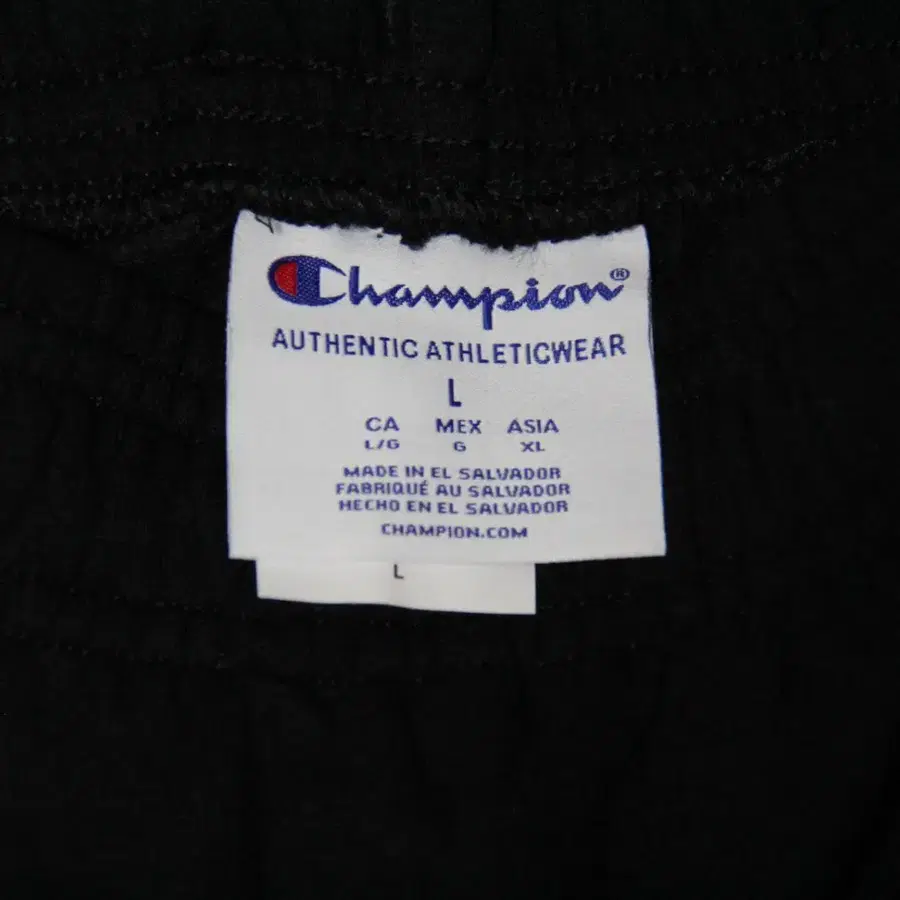 Champion®
AUTHENTIC ATHLETICWEAR
L
CA MEX ASIA
L/G G XL
MADE IN EL SALVADOR
FABRIQUÉ AU SALVADOR
HECHO EN EL SALVADOR
CHAMPION.COM
L